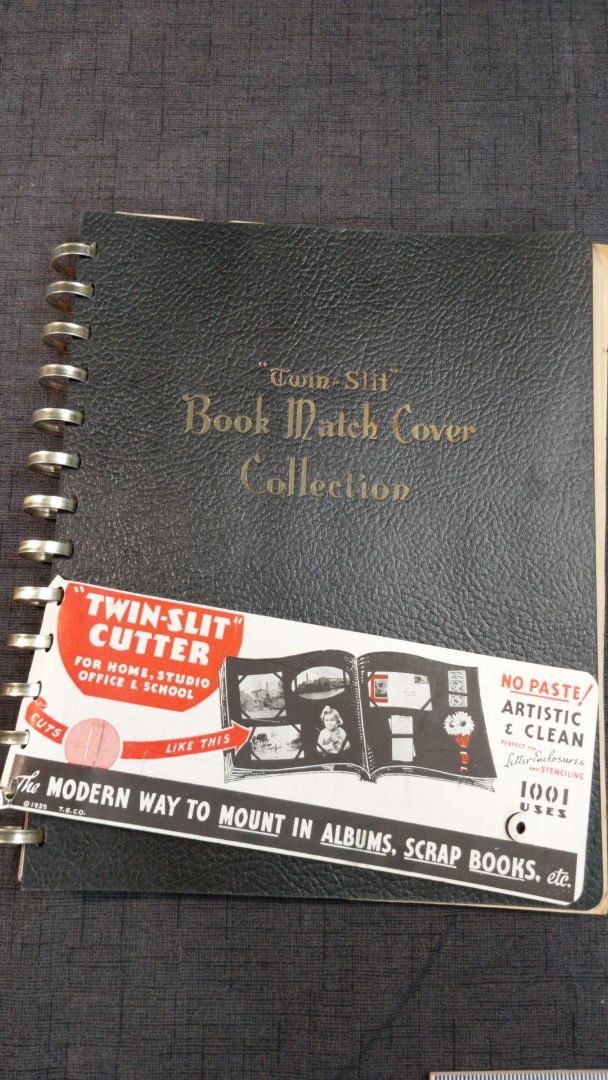 "Twin-Slit"
Book Match Cover
Collection
"TWIN-SLIT"
CUTTER
FOR HOME, STUDIO
OFFICE & SCHOOL
CUTS
LIKE THIS
NO PASTE!
ARTISTIC
& CLEAN
PERFECT FOR
Letter Enclosures
AND STENCILING
1001
USES
The MODERN WAY TO MOUNT IN ALBUMS, SCRAP BOOKS, etc.
©1935 T.G.CO.